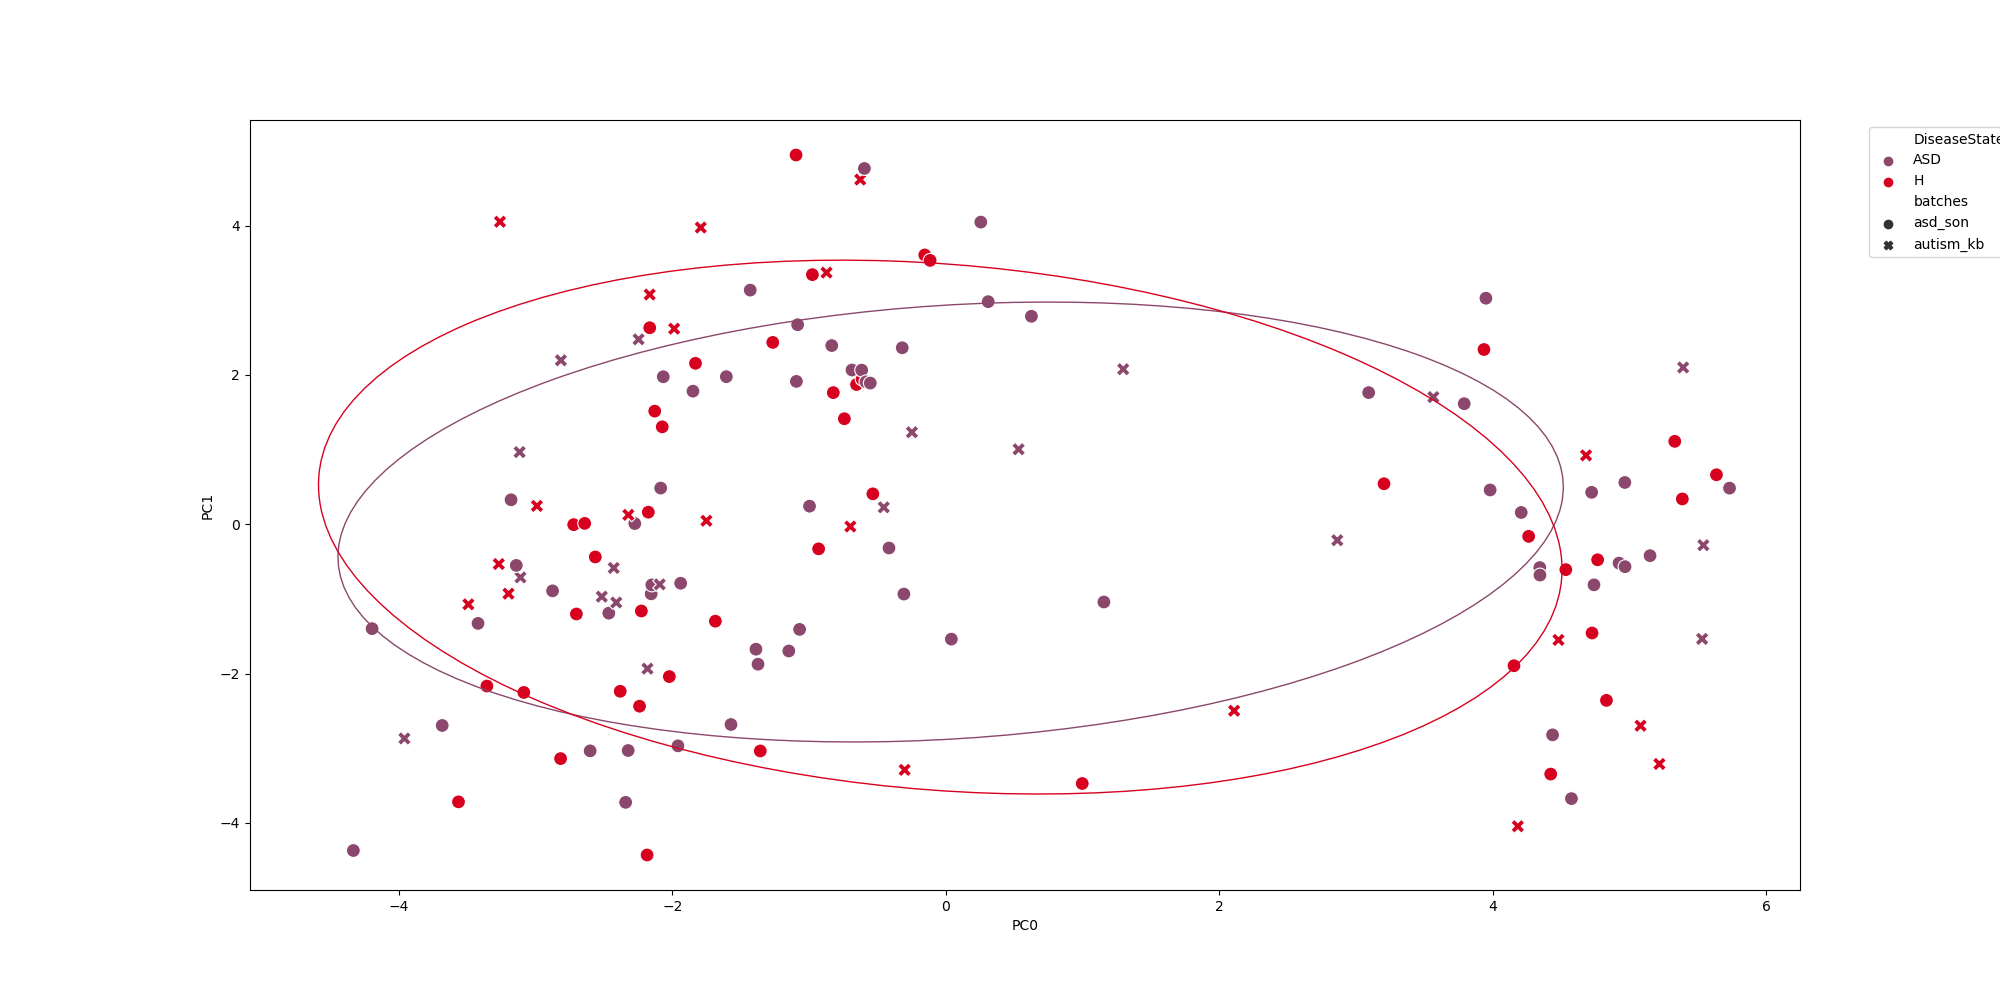 DiseaseState
ASD
H
batches
asd_son
autism_kb
4
2
0
−2
−4
PC1
−4
−2
0
2
4
6
PC0